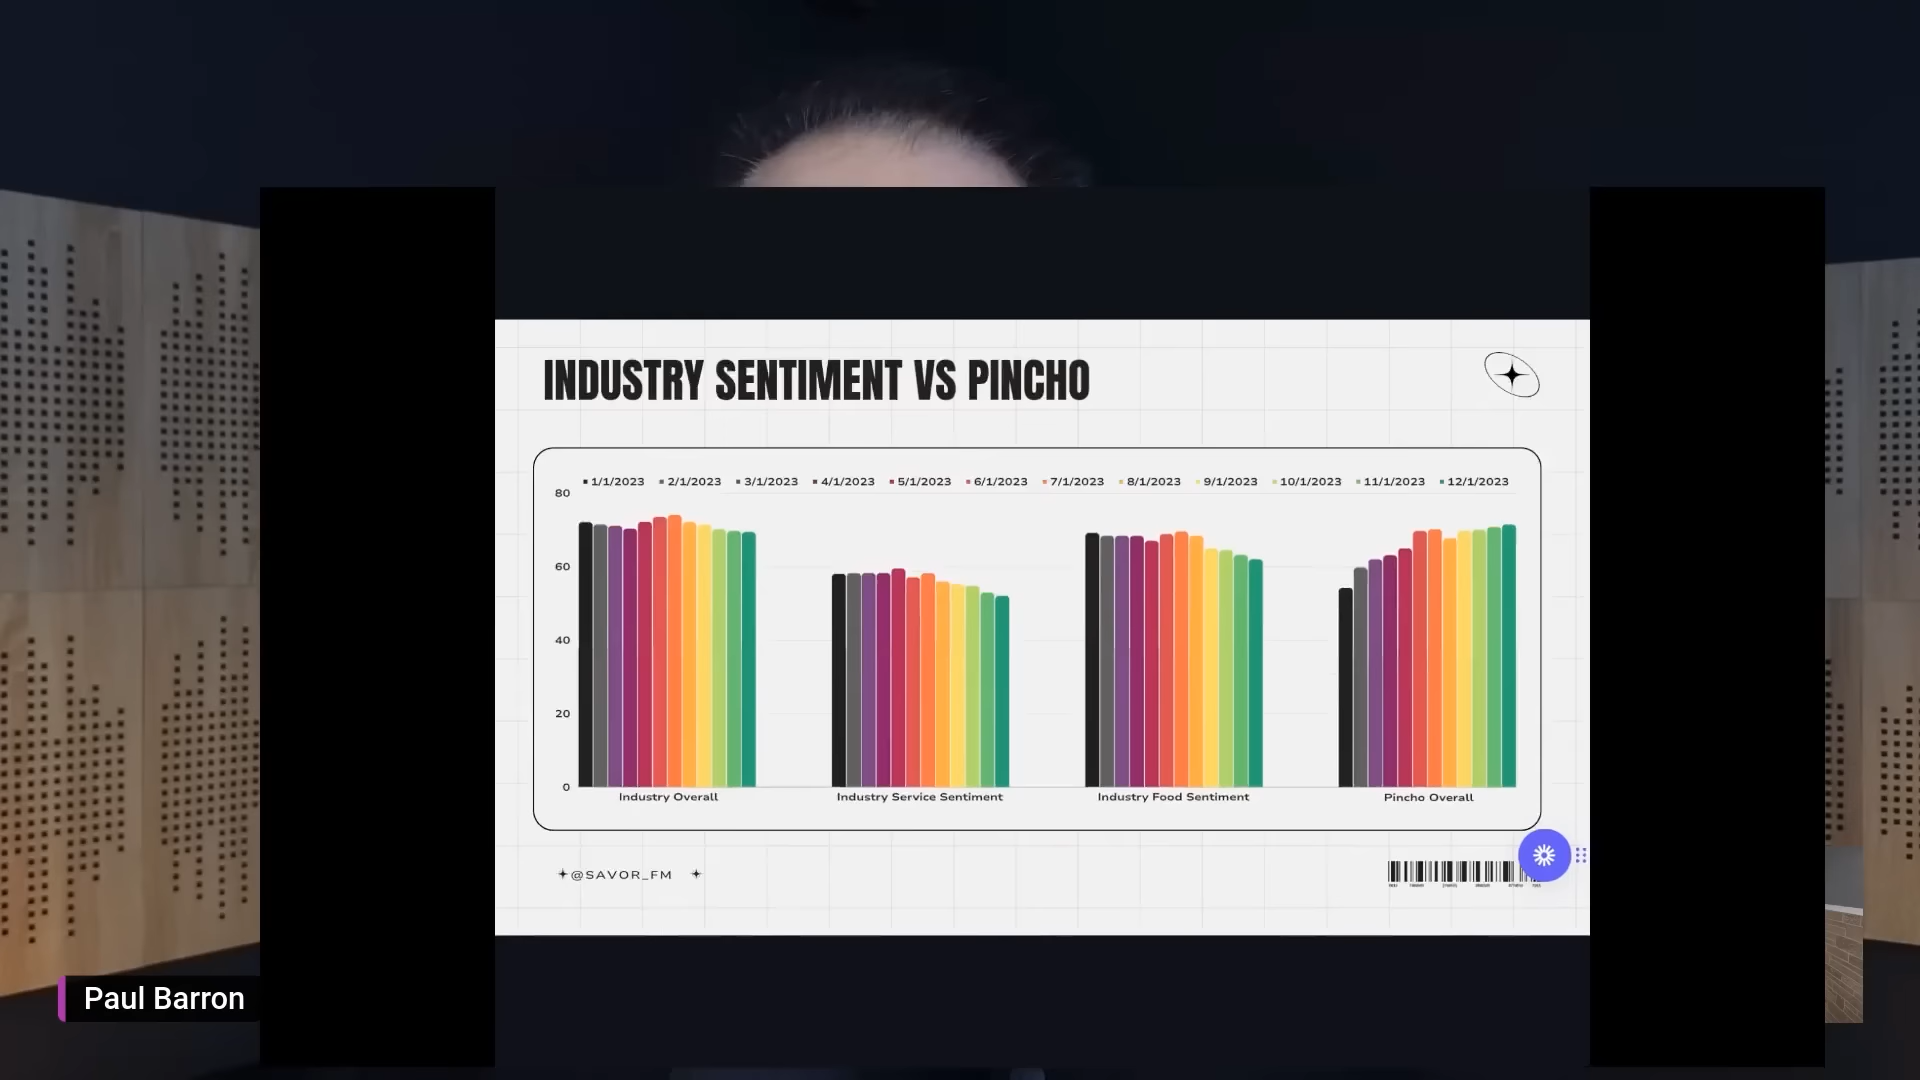 INDUSTRY SENTIMENT VS PINCHO
1/1/2023 2/1/2023 3/1/2023 4/1/2023 5/1/2023 6/1/2023 7/1/2023 8/1/2023 9/1/2023 10/1/2023 11/1/2023 12/1/2023
80
60
40
20
0
Industry Overall Industry Service Sentiment Industry Food Sentiment Pincho Overall
@SAVOR_FM
Paul Barron